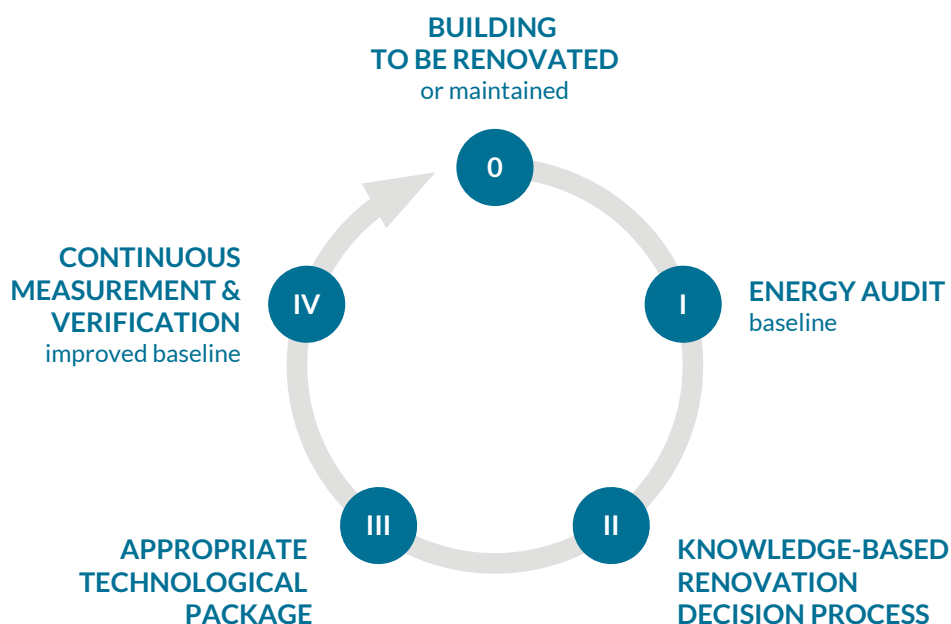 BUILDING
TO BE RENOVATED
or maintained
0
I
ENERGY AUDIT
baseline
II
KNOWLEDGE-BASED
RENOVATION
DECISION PROCESS
III
APPROPRIATE
TECHNOLOGICAL
PACKAGE
IV
CONTINUOUS
MEASUREMENT &
VERIFICATION
improved baseline